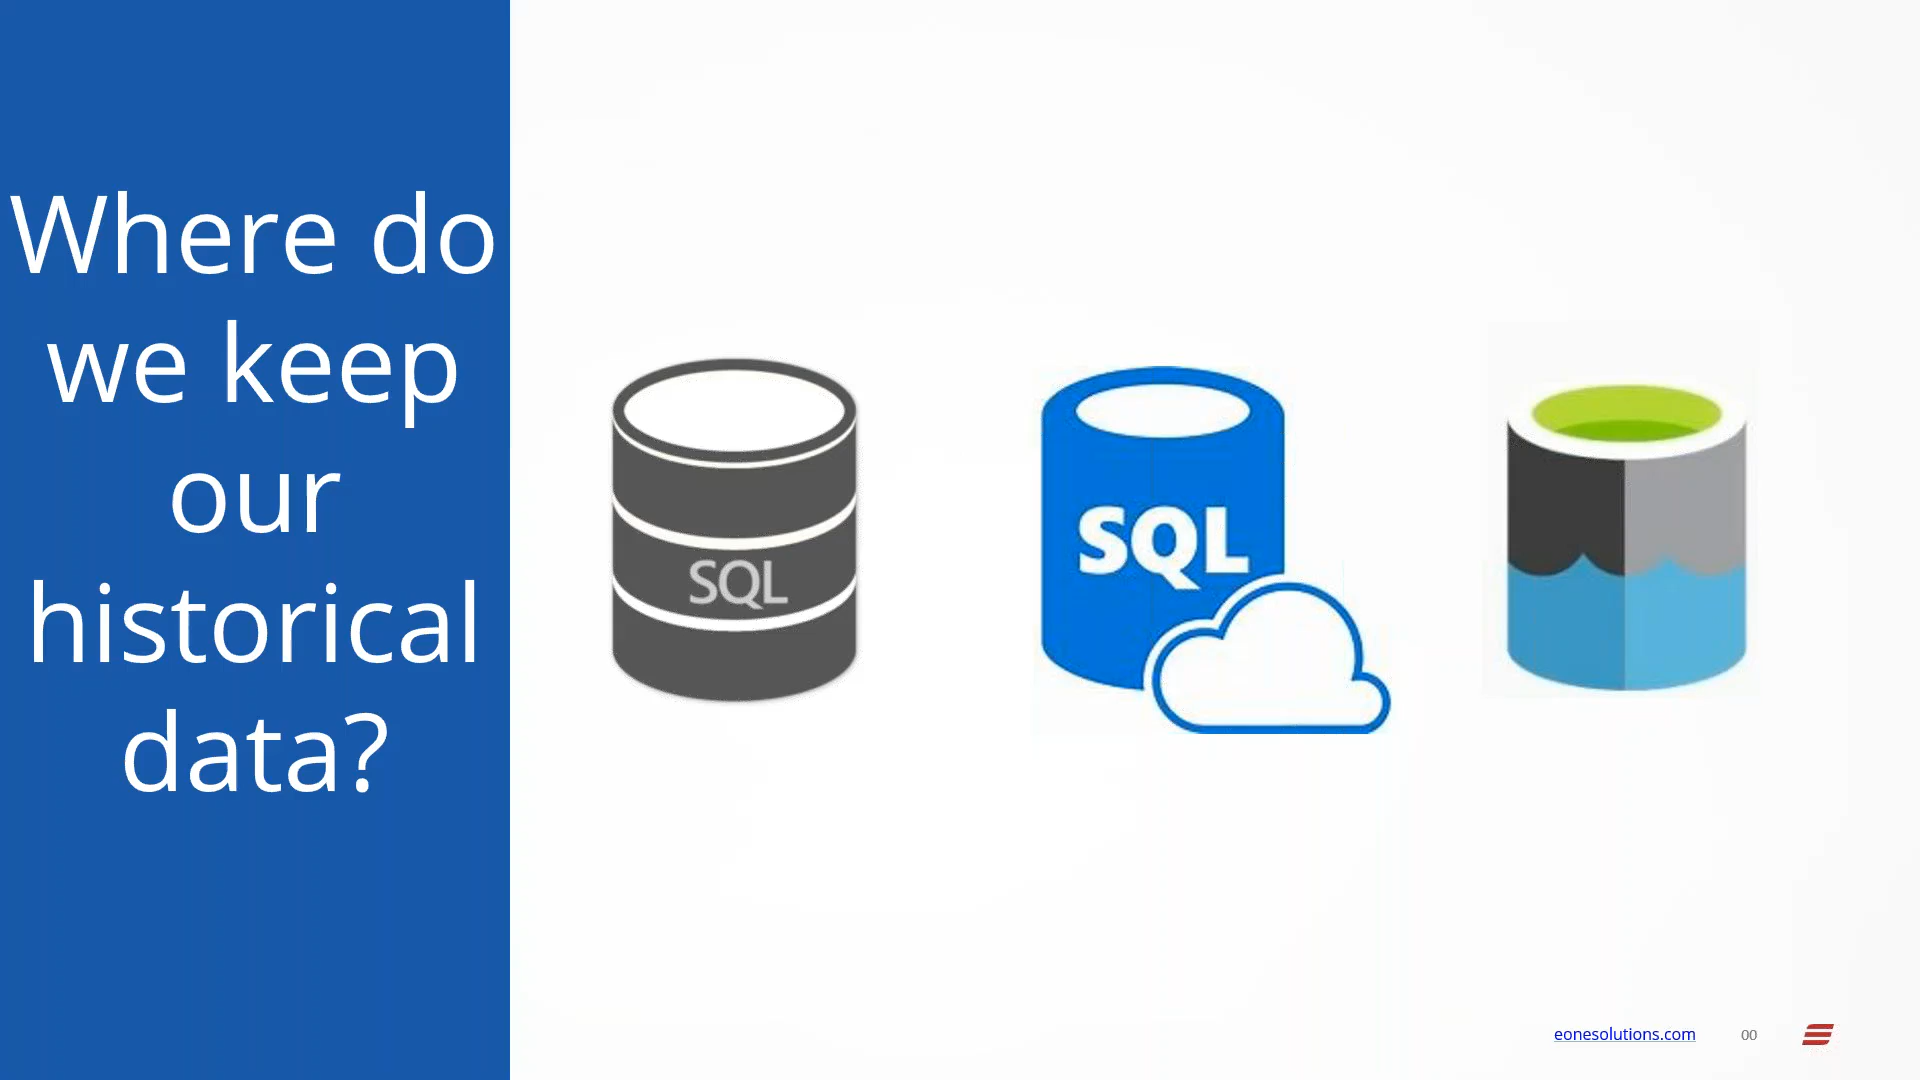 Where do
we keep
our
historical
data?
SQL
SQL
eonesolutions.com
00